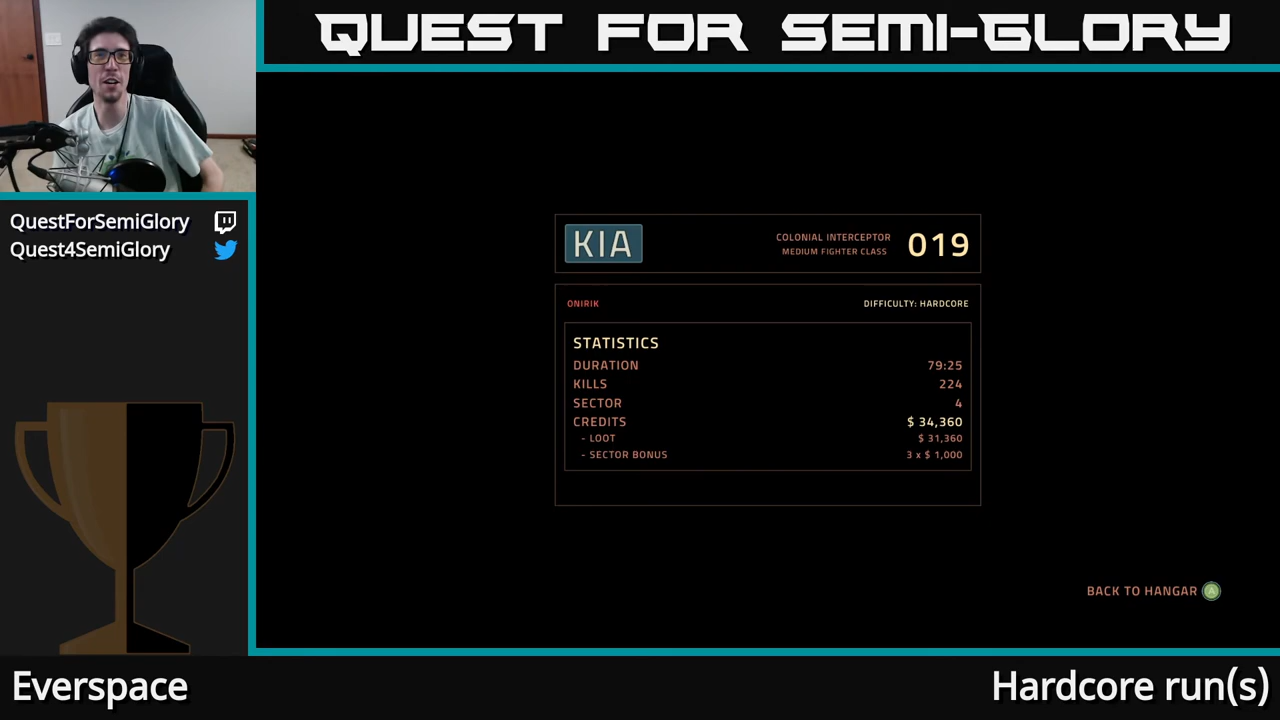 QUEST FOR SEMI-GLORY
QuestForSemiGlory
Quest4SemiGlory
KIA
COLONIAL INTERCEPTOR
MEDIUM FIGHTER CLASS
019
ONIRIK
DIFFICULTY: HARDCORE
STATISTICS
DURATION 79:25
KILLS 224
SECTOR 4
CREDITS $ 34,360
- LOOT $ 31,360
- SECTOR BONUS 3 x $ 1,000
BACK TO HANGAR A
Everspace
Hardcore run(s)